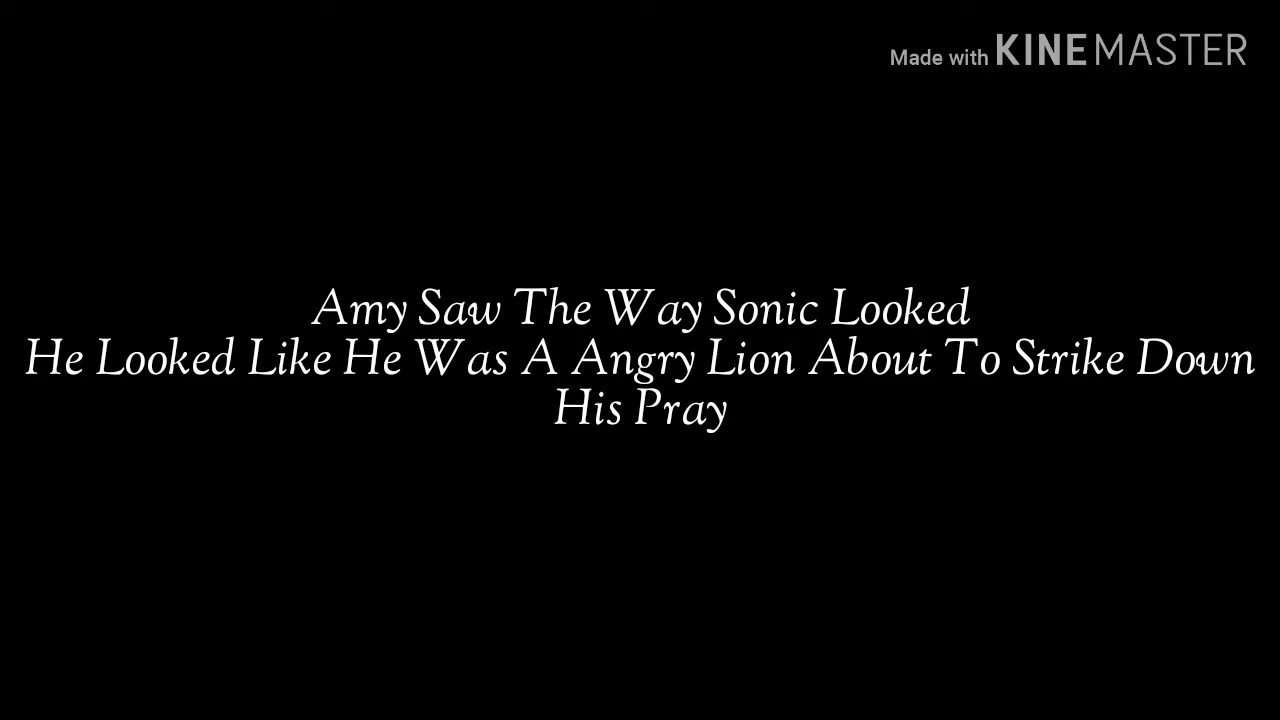 Made with KINEMASTER
Amy Saw The Way Sonic Looked
He Looked Like He Was A Angry Lion About To Strike Down
His Pray